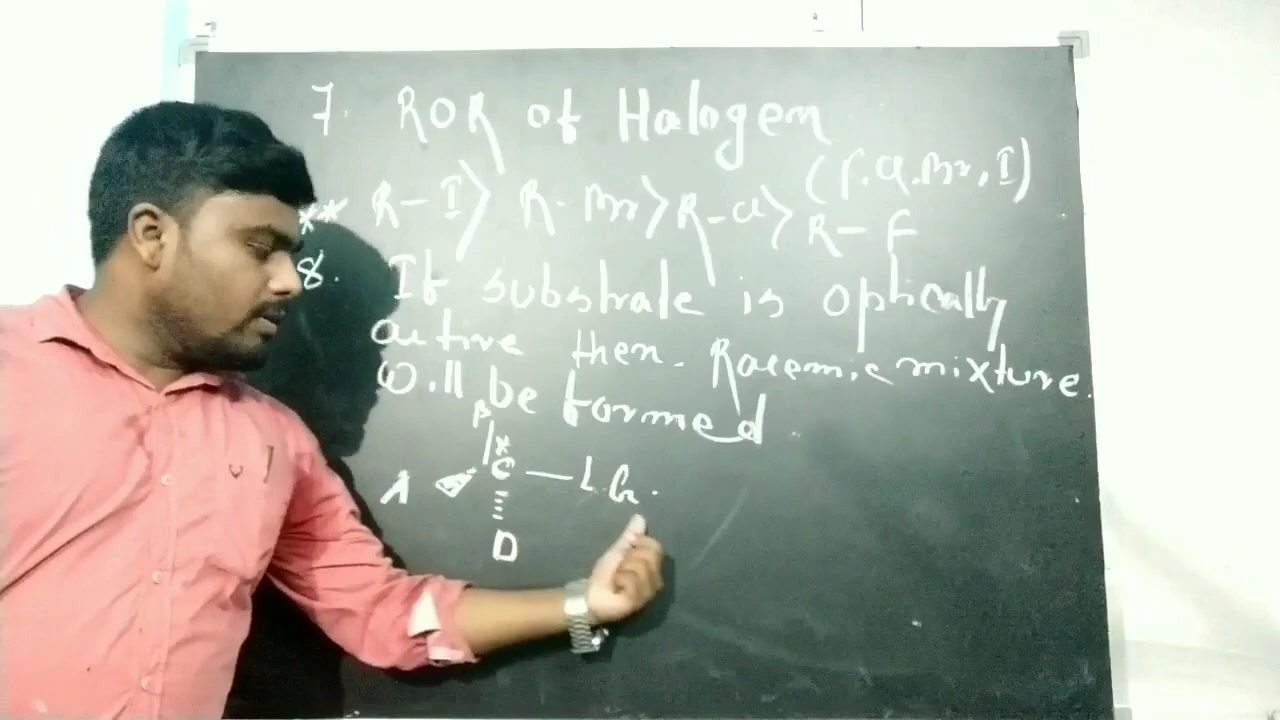 7. ROR of Halogen
(F.Cl.Br, I)
** R-I > R-Br > R-Cl > R-F
8. If substrate is optically
active then. Racemic mixture.
will be formed
B
*
A C — L.G.
D